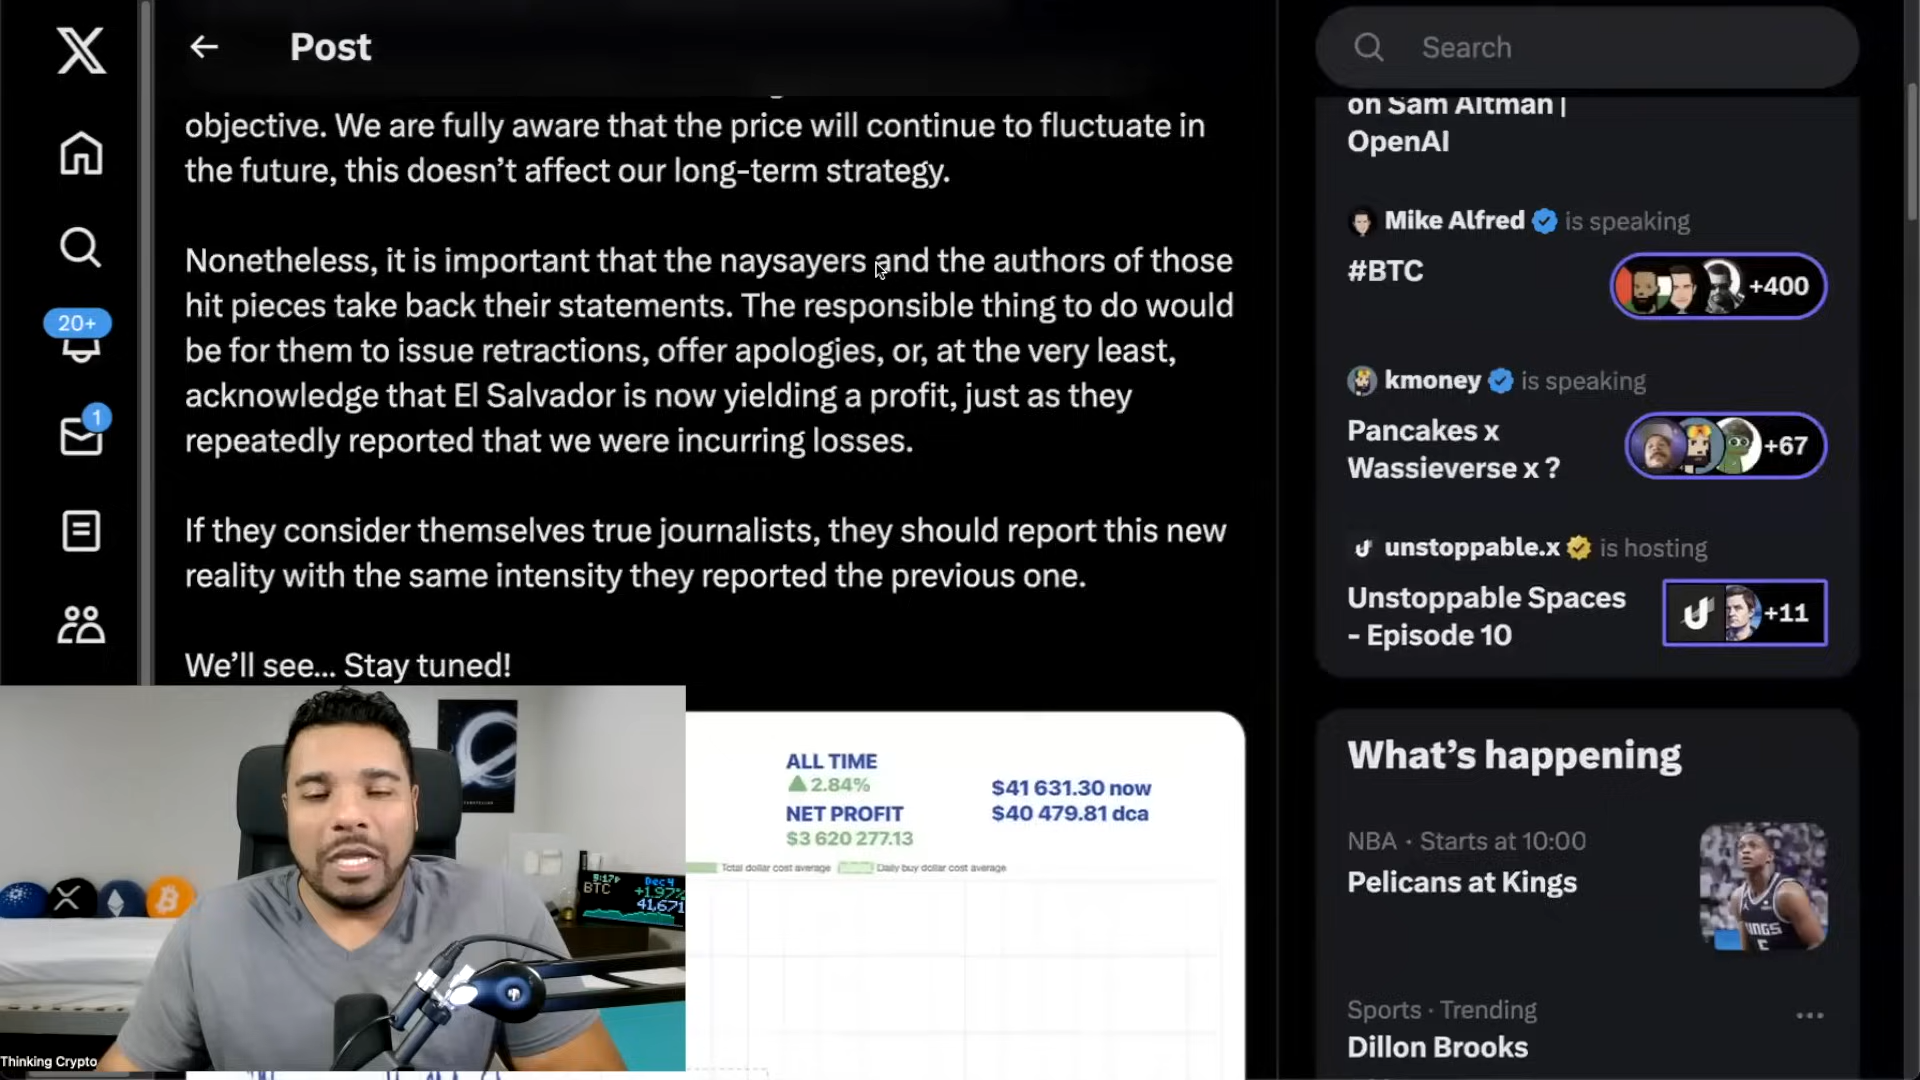 Post
objective. We are fully aware that the price will continue to fluctuate in
the future, this doesn’t affect our long-term strategy.
Nonetheless, it is important that the naysayers and the authors of those
hit pieces take back their statements. The responsible thing to do would
be for them to issue retractions, offer apologies, or, at the very least,
acknowledge that El Salvador is now yielding a profit, just as they
repeatedly reported that we were incurring losses.
If they consider themselves true journalists, they should report this new
reality with the same intensity they reported the previous one.
We’ll see... Stay tuned!
20+
1
ALL TIME
2.84%
NET PROFIT
$3 620 277.13
$41 631.30 now
$40 479.81 dca
Total dollar cost average
Daily buy dollar cost average
BTC
Dec 4
+1.97%
41,671
Thinking Crypto
Search
on Sam Altman |
OpenAI
Mike Alfred is speaking
#BTC
+400
kmoney is speaking
Pancakes x
Wassieverse x ?
+67
unstoppable.x is hosting
Unstoppable Spaces
- Episode 10
+11
What’s happening
NBA · Starts at 10:00
Pelicans at Kings
Sports · Trending
Dillon Brooks